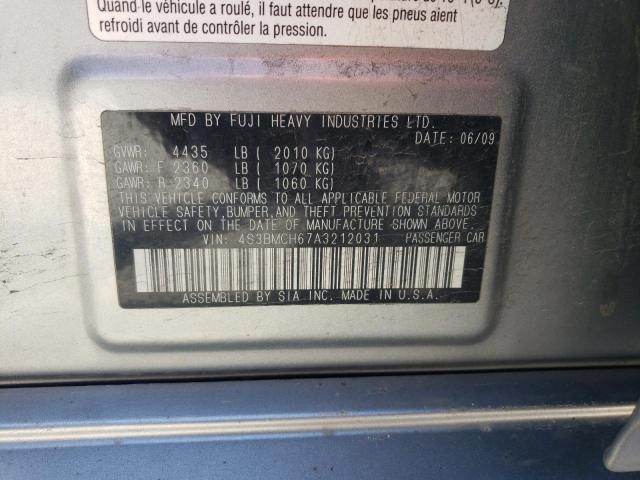 Quand le véhicule a roulé, il faut attendre que les pneus aient
refroidi avant de contrôler la pression.
MFD BY FUJI HEAVY INDUSTRIES LTD.
DATE: 06/09
GVWR: 4435 LB ( 2010 KG)
GAWR: F 2360 LB ( 1070 KG)
GAWR: R 2340 LB ( 1060 KG)
THIS VEHICLE CONFORMS TO ALL APPLICABLE FEDERAL MOTOR
VEHICLE SAFETY, BUMPER, AND THEFT PREVENTION STANDARDS
IN EFFECT ON THE DATE OF MANUFACTURE SHOWN ABOVE.
VIN: 4S3BMCH67A3212031 PASSENGER CAR
ASSEMBLED BY SIA INC. MADE IN U.S.A.